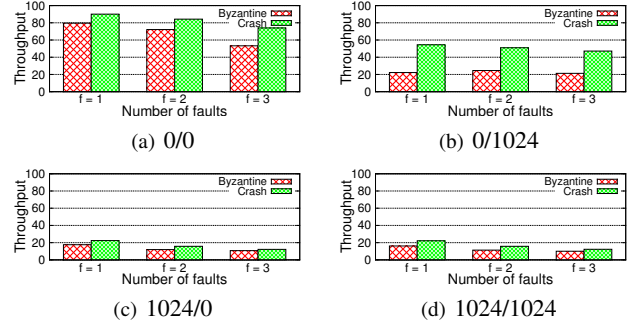 Throughput
100
80
60
40
20
0
Byzantine
Crash
f = 1
f = 2
f = 3
Number of faults
(a) 0/0
Throughput
100
80
60
40
20
0
Byzantine
Crash
f = 1
f = 2
f = 3
Number of faults
(b) 0/1024
Throughput
100
80
60
40
20
0
Byzantine
Crash
f = 1
f = 2
f = 3
Number of faults
(c) 1024/0
Throughput
100
80
60
40
20
0
Byzantine
Crash
f = 1
f = 2
f = 3
Number of faults
(d) 1024/1024